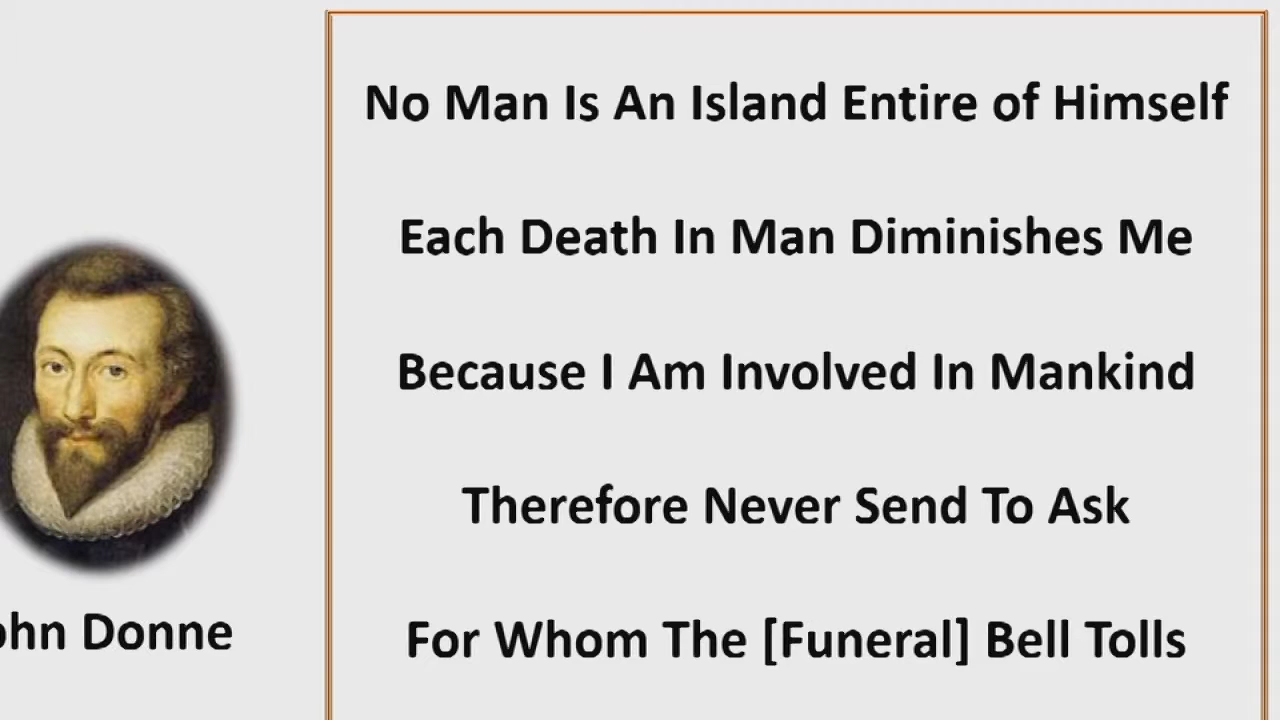 No Man Is An Island Entire of Himself
Each Death In Man Diminishes Me
Because I Am Involved In Mankind
Therefore Never Send To Ask
For Whom The [Funeral] Bell Tolls
ohn Donne